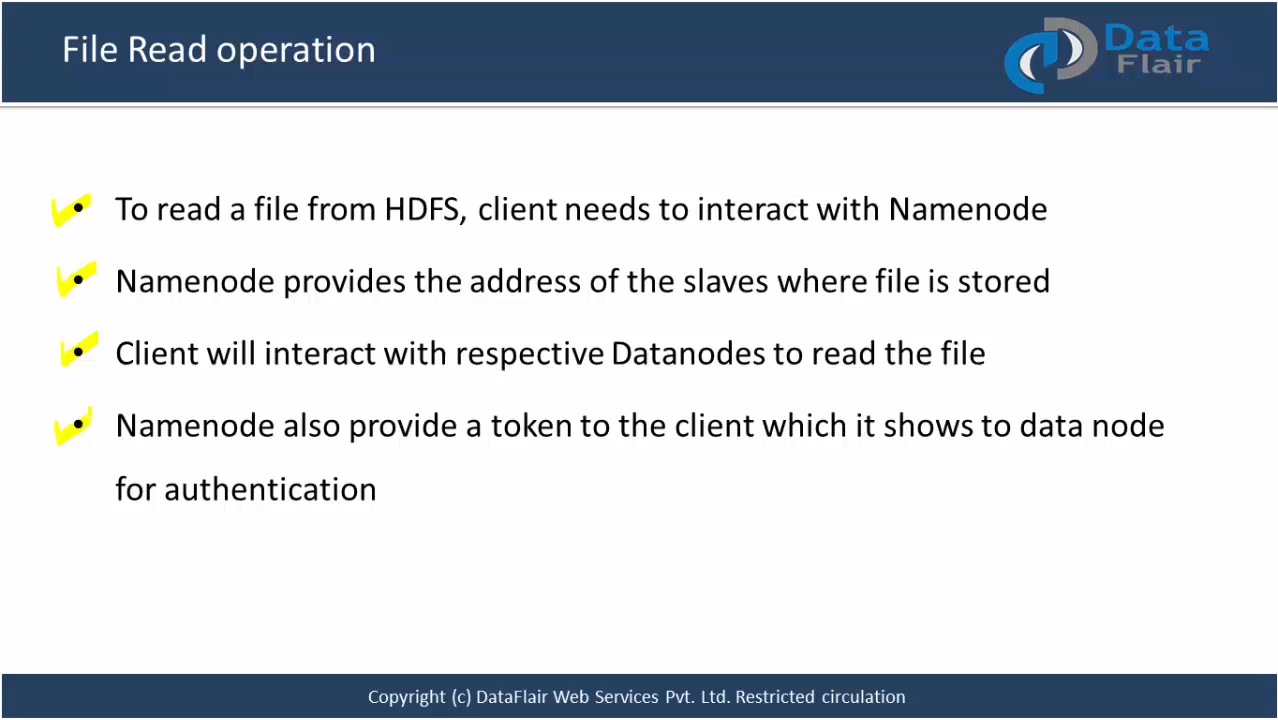 File Read operation
Data
Flair
• To read a file from HDFS, client needs to interact with Namenode
• Namenode provides the address of the slaves where file is stored
• Client will interact with respective Datanodes to read the file
• Namenode also provide a token to the client which it shows to data node
for authentication
Copyright (c) DataFlair Web Services Pvt. Ltd. Restricted circulation